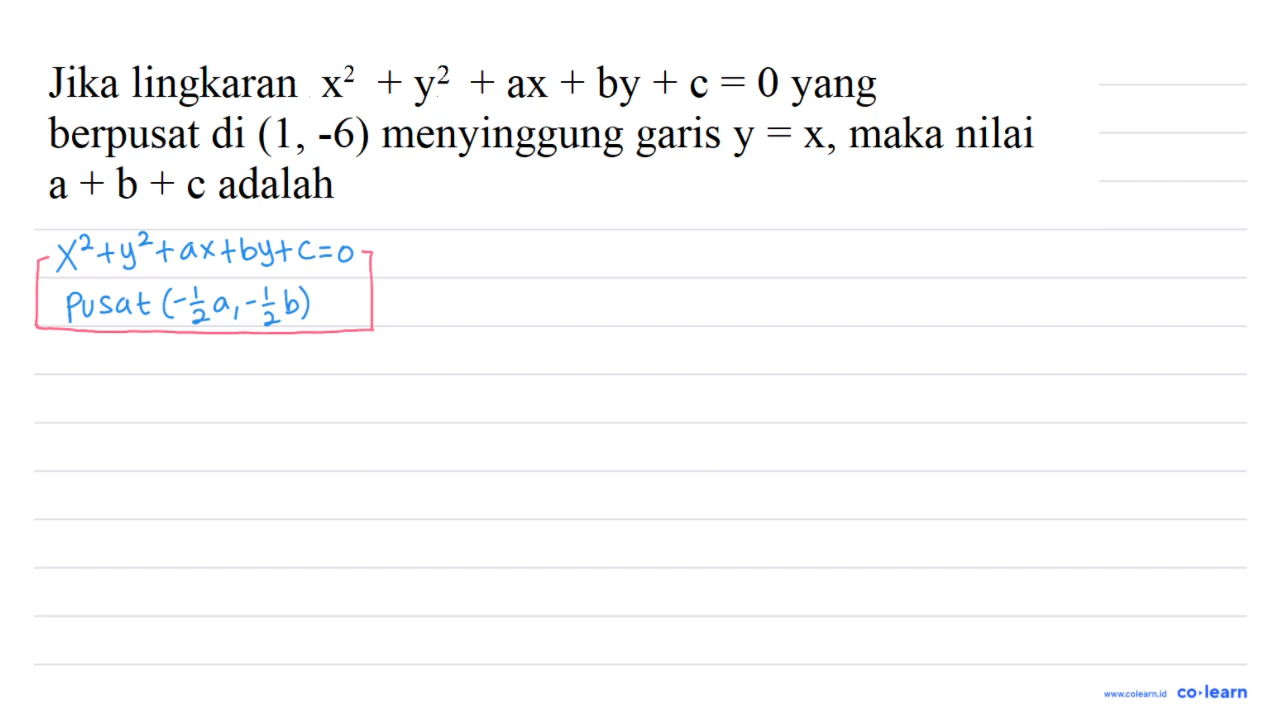 Jika lingkaran x² + y² + ax + by + c = 0 yang
berpusat di (1, -6) menyinggung garis y = x, maka nilai
a + b + c adalah
x²+y²+ax+by+c=0
Pusat (-½a, -½b)
www.colearn.id co·learn